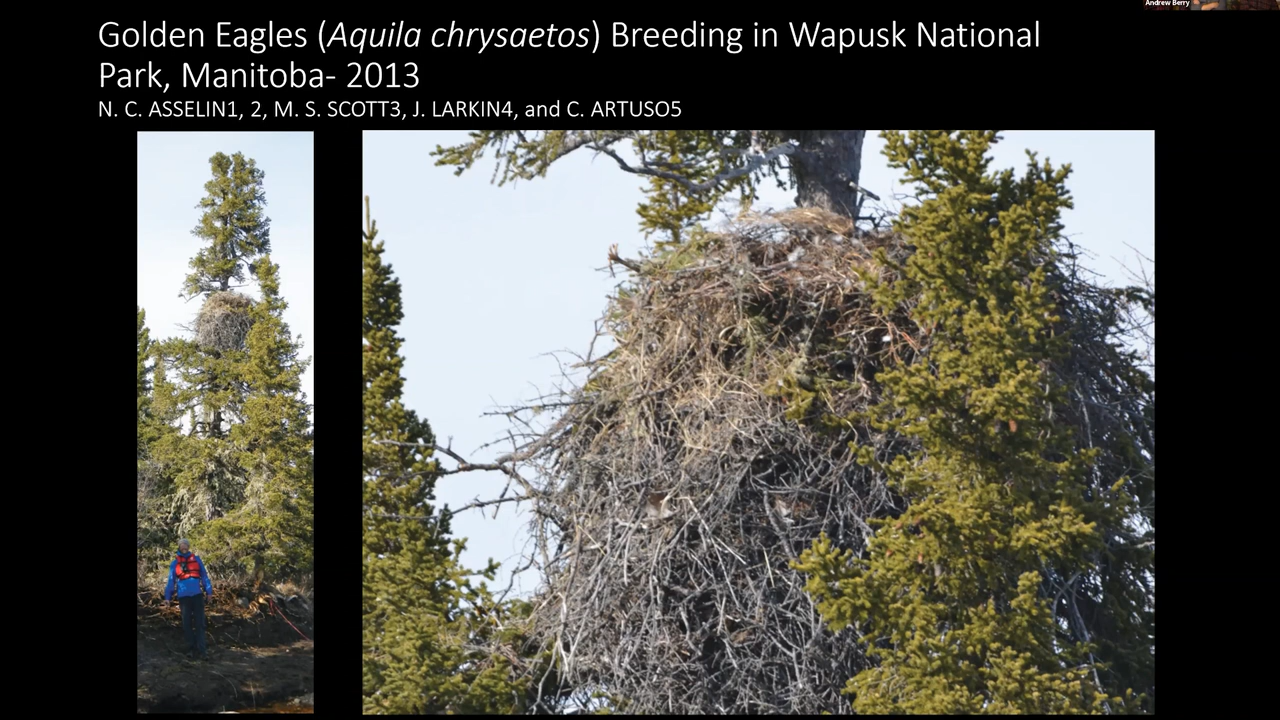 Andrew Berry
Golden Eagles (Aquila chrysaetos) Breeding in Wapusk National
Park, Manitoba- 2013
N. C. ASSELIN1, 2, M. S. SCOTT3, J. LARKIN4, and C. ARTUSO5